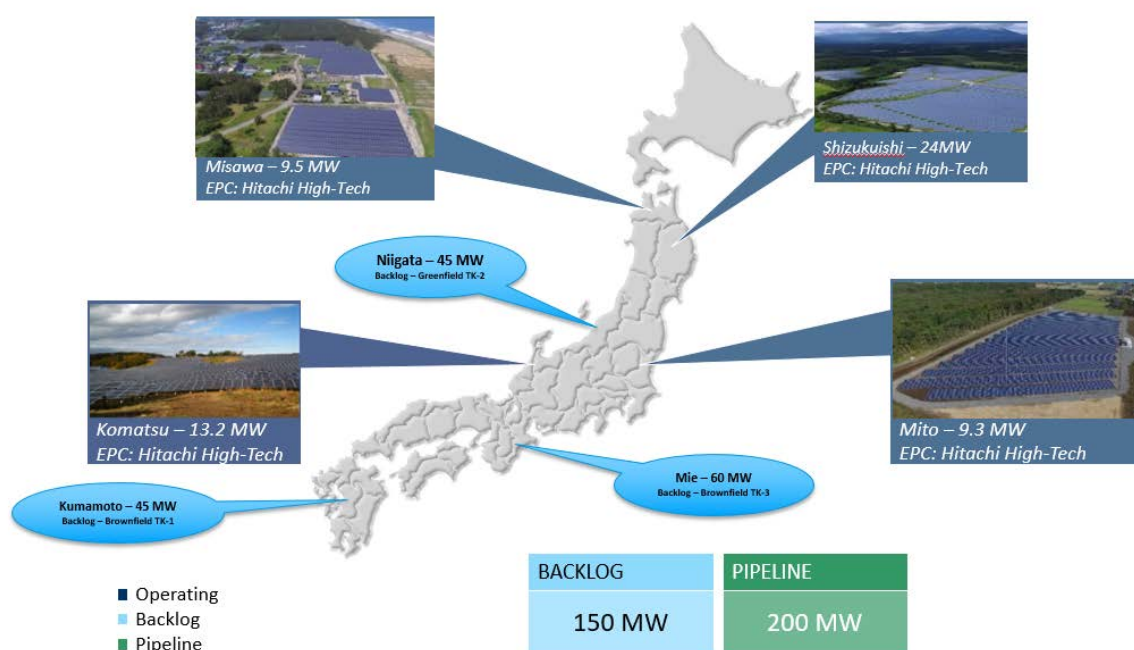 Misawa – 9.5 MW
EPC: Hitachi High-Tech
Shizukuishi – 24MW
EPC: Hitachi High-Tech
Niigata – 45 MW
Backlog – Greenfield TK-2
Komatsu – 13.2 MW
EPC: Hitachi High-Tech
Mito – 9.3 MW
EPC: Hitachi High-Tech
Mie – 60 MW
Backlog – Brownfield TK-3
Kumamoto – 45 MW
Backlog – Brownfield TK-1
Operating
Backlog
Pipeline
BACKLOG
150 MW
PIPELINE
200 MW